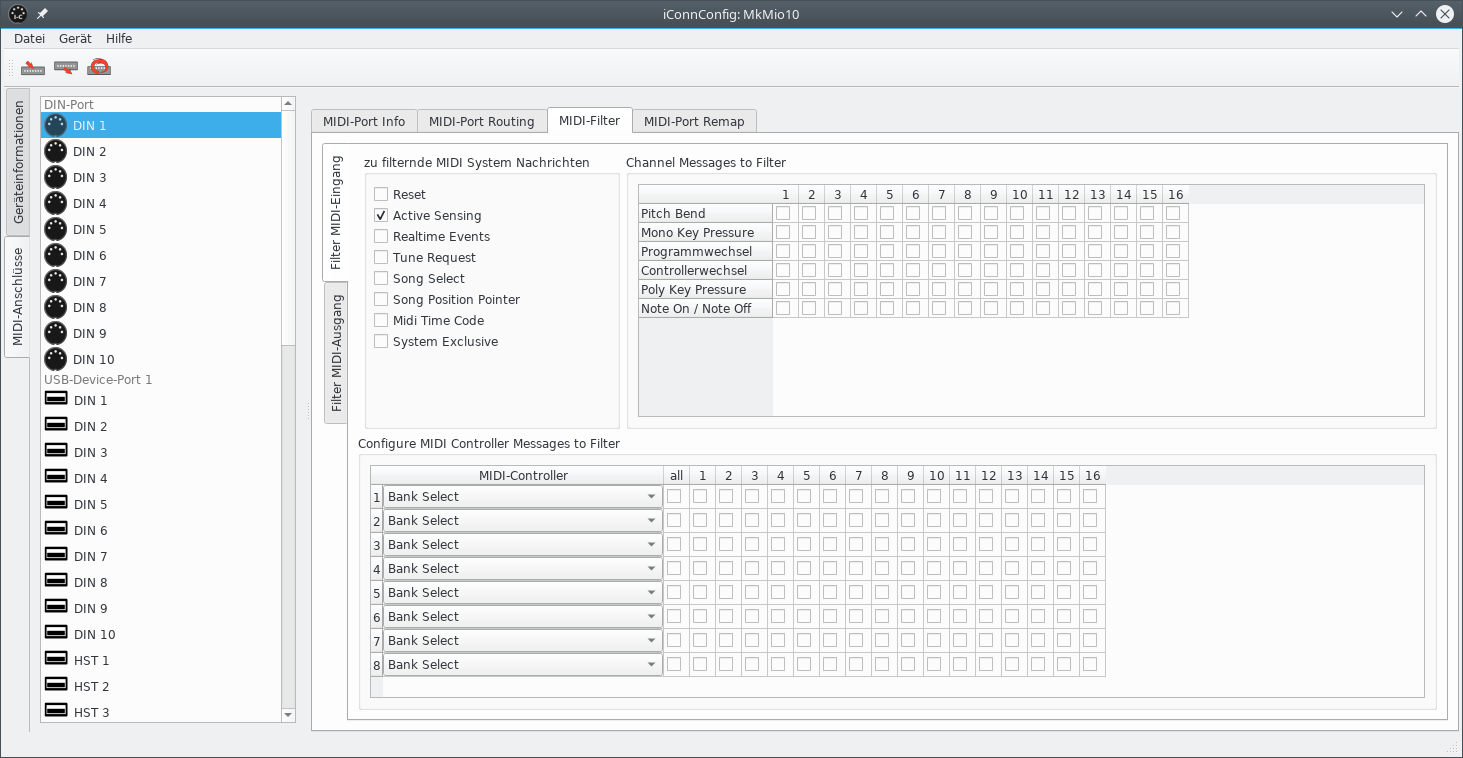 iConnConfig: MkMio10
Datei Gerät Hilfe
Geräteinformationen
MIDI-Anschlüsse
DIN-Port
DIN 1
DIN 2
DIN 3
DIN 4
DIN 5
DIN 6
DIN 7
DIN 8
DIN 9
DIN 10
USB-Device-Port 1
DIN 1
DIN 2
DIN 3
DIN 4
DIN 5
DIN 6
DIN 7
DIN 8
DIN 9
DIN 10
HST 1
HST 2
HST 3
MIDI-Port Info MIDI-Port Routing MIDI-Filter MIDI-Port Remap
Filter MIDI-Eingang
Filter MIDI-Ausgang
zu filternde MIDI System Nachrichten
Reset
Active Sensing
Realtime Events
Tune Request
Song Select
Song Position Pointer
Midi Time Code
System Exclusive
Channel Messages to Filter
1 2 3 4 5 6 7 8 9 10 11 12 13 14 15 16
Pitch Bend
Mono Key Pressure
Programmwechsel
Controllerwechsel
Poly Key Pressure
Note On / Note Off
Configure MIDI Controller Messages to Filter
MIDI-Controller all 1 2 3 4 5 6 7 8 9 10 11 12 13 14 15 16
1 Bank Select
2 Bank Select
3 Bank Select
4 Bank Select
5 Bank Select
6 Bank Select
7 Bank Select
8 Bank Select